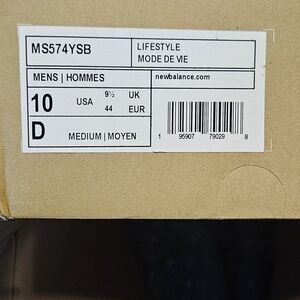 MS574YSB
LIFESTYLE
MODE DE VIE
MENS | HOMMES
newbalance.com
10 USA 9½ UK
44 EUR
D MEDIUM | MOYEN
1 95907 79029 8